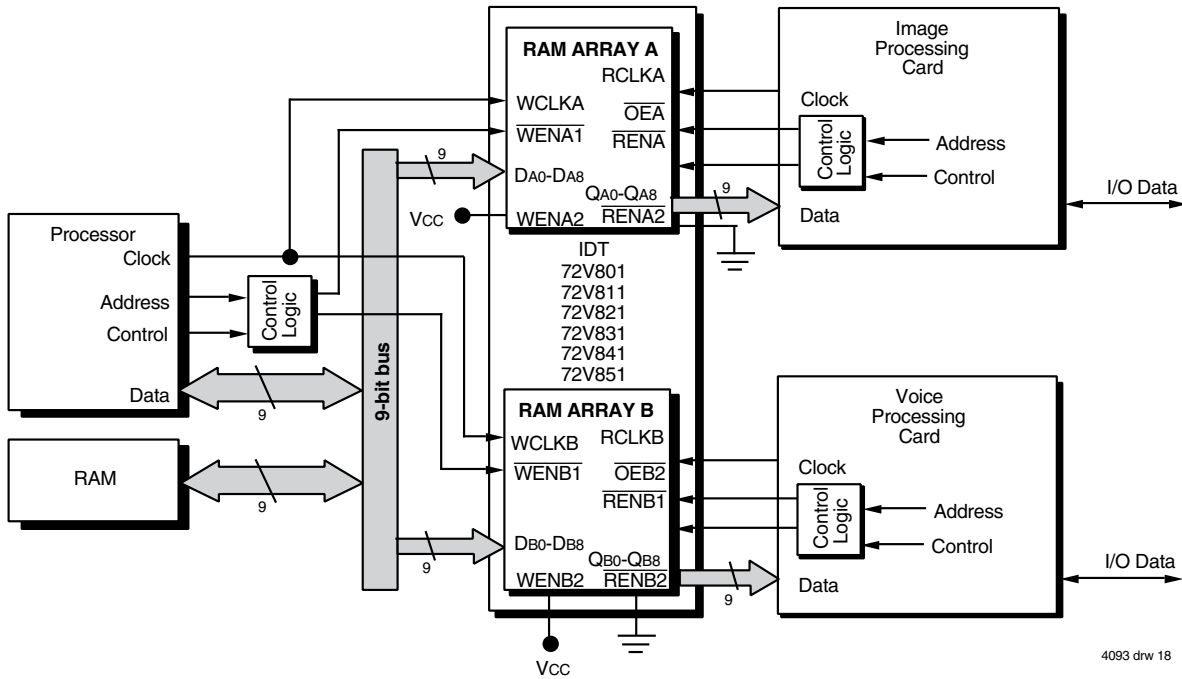 RAM ARRAY A
RCLKA
WCLKA
OEA
WENA1
RENA
9
DA0-DA8
QA0-QA8
9
VCC
WENA2
RENA2
Image
Processing
Card
Clock
Control
Logic
Address
Control
Data
I/O Data
Processor
Clock
Address
Control
Data
Control
Logic
9
9-bit bus
RAM
9
IDT
72V801
72V811
72V821
72V831
72V841
72V851
RAM ARRAY B
WCLKB
RCLKB
WENB1
OEB2
RENB1
9
DB0-DB8
QB0-QB8
9
WENB2
RENB2
VCC
Voice
Processing
Card
Clock
Control
Logic
Address
Control
Data
I/O Data
4093 drw 18